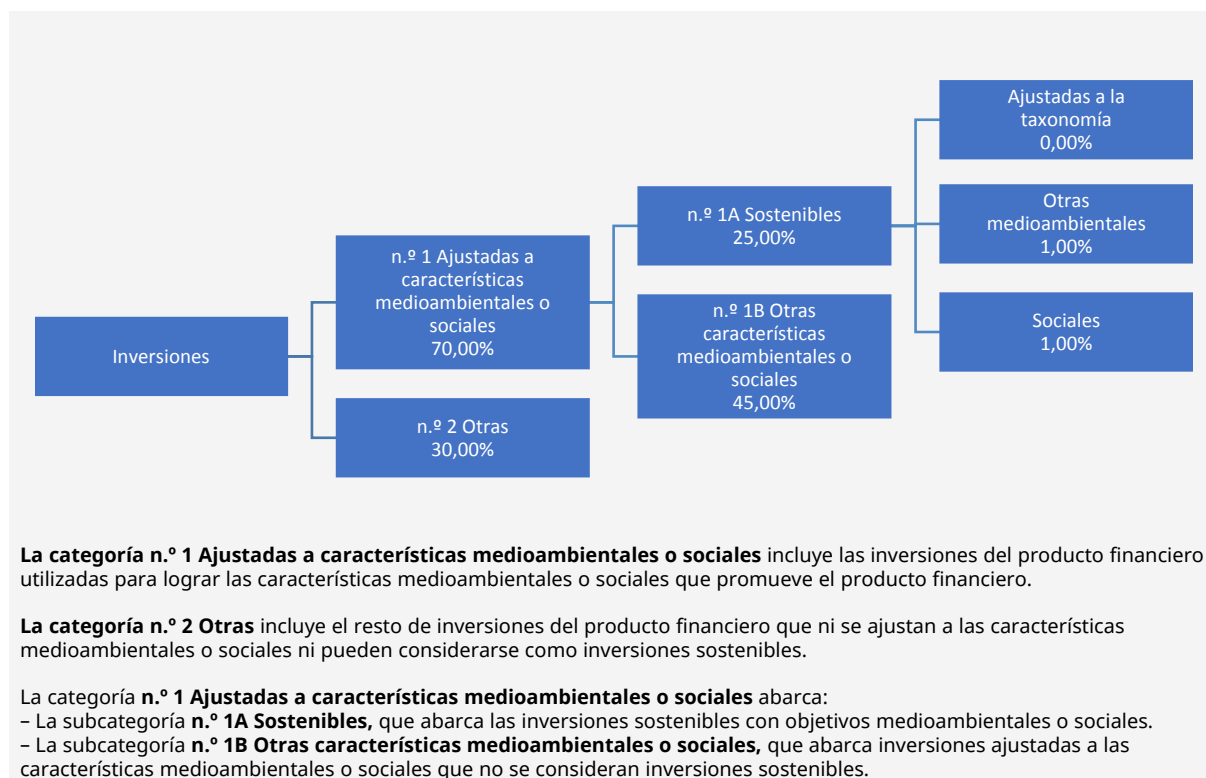 Inversiones
n.º 1 Ajustadas a
características
medioambientales o
sociales
70,00%
n.º 2 Otras
30,00%
n.º 1A Sostenibles
25,00%
n.º 1B Otras
características
medioambientales o
sociales
45,00%
Ajustadas a la
taxonomía
0,00%
Otras
medioambientales
1,00%
Sociales
1,00%
La categoría n.º 1 Ajustadas a características medioambientales o sociales incluye las inversiones del producto financiero
utilizadas para lograr las características medioambientales o sociales que promueve el producto financiero.
La categoría n.º 2 Otras incluye el resto de inversiones del producto financiero que ni se ajustan a las características
medioambientales o sociales ni pueden considerarse como inversiones sostenibles.
La categoría n.º 1 Ajustadas a características medioambientales o sociales abarca:
– La subcategoría n.º 1A Sostenibles, que abarca las inversiones sostenibles con objetivos medioambientales o sociales.
– La subcategoría n.º 1B Otras características medioambientales o sociales, que abarca inversiones ajustadas a las
características medioambientales o sociales que no se consideran inversiones sostenibles.